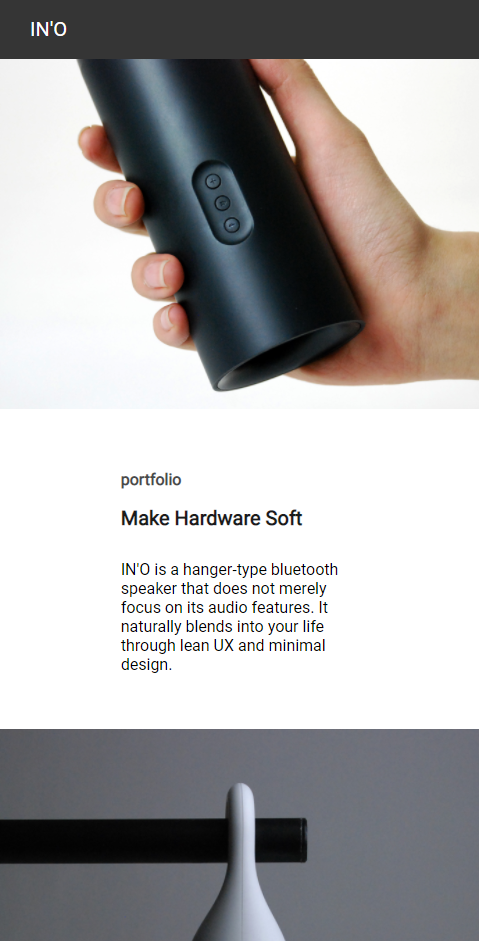 IN'O
portfolio
Make Hardware Soft
IN'O is a hanger-type bluetooth
speaker that does not merely
focus on its audio features. It
naturally blends into your life
through lean UX and minimal
design.